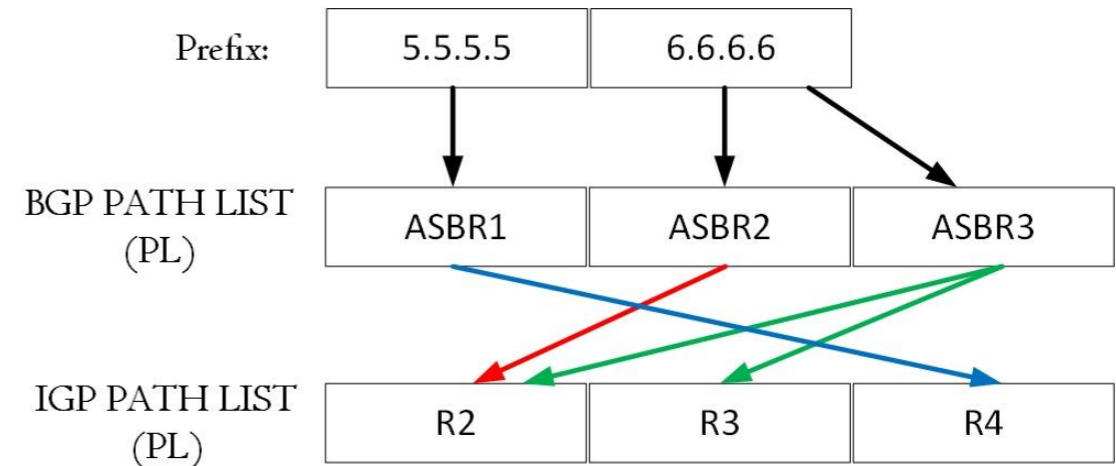 Prefix:
5.5.5.5
6.6.6.6
BGP PATH LIST
(PL)
ASBR1
ASBR2
ASBR3
IGP PATH LIST
(PL)
R2
R3
R4